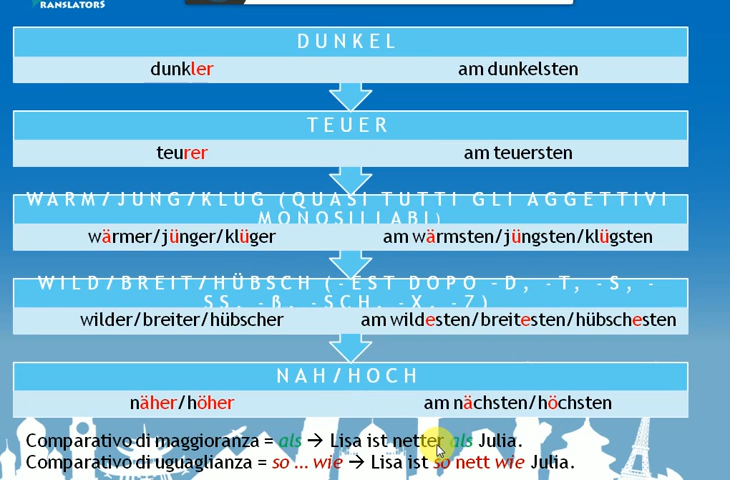 RANSLATORS
DUNKEL
dunkler am dunkelsten
TEUER
teurer am teuersten
WARM/JUNG/KLUG (QUASI TUTTI GLI AGGETTIVI
MONOSILLABI)
wärmer/jünger/klüger am wärmsten/jüngsten/klügsten
WILD/BREIT/HÜBSCH (-EST DOPO -D, -T, -S, -
SS, -ß, -SCH, -X, -Z)
wilder/breiter/hübscher am wildesten/breitesten/hübschesten
NAH/HOCH
näher/höher am nächsten/höchsten
Comparativo di maggioranza = als → Lisa ist netter als Julia.
Comparativo di uguaglianza = so ... wie → Lisa ist so nett wie Julia.